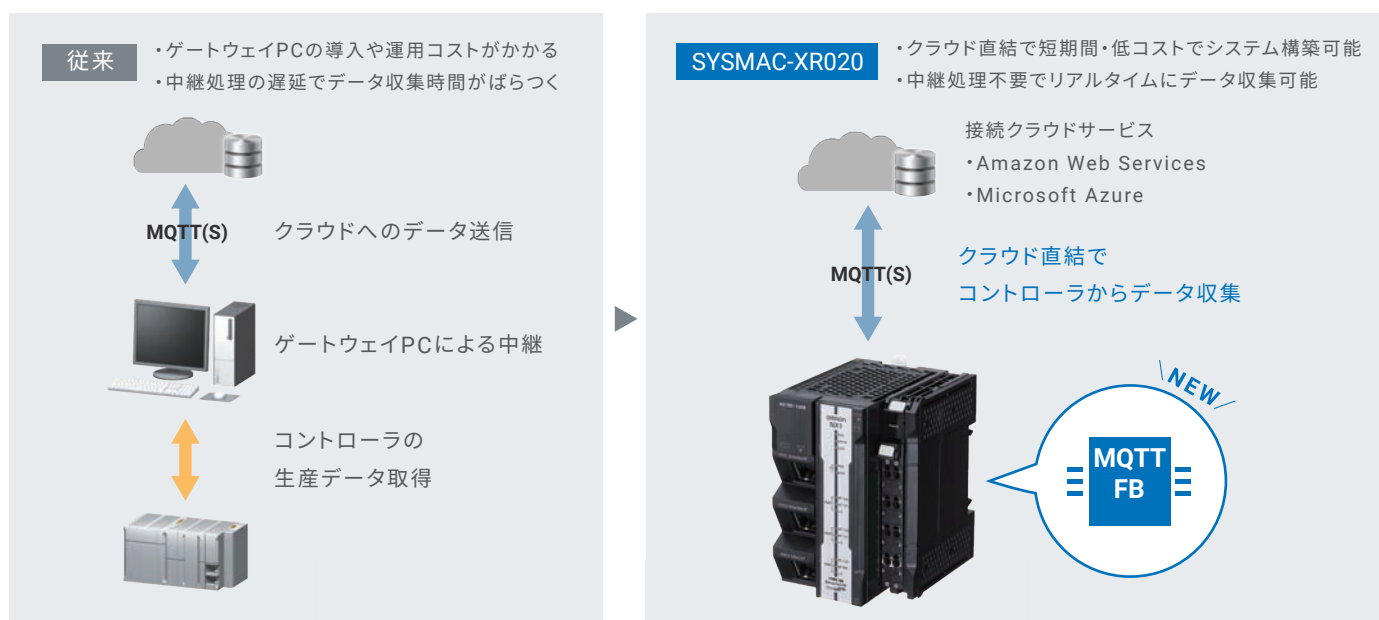 従来
・ゲートウェイPCの導入や運用コストがかかる
・中継処理の遅延でデータ収集時間がばらつく
MQTT(S)
クラウドへのデータ送信
ゲートウェイPCによる中継
コントローラの
生産データ取得
SYSMAC-XR020
・クラウド直結で短期間・低コストでシステム構築可能
・中継処理不要でリアルタイムにデータ収集可能
接続クラウドサービス
・Amazon Web Services
・Microsoft Azure
MQTT(S)
クラウド直結で
コントローラからデータ収集
OMRON
NX1
NEW
MQTT
FB